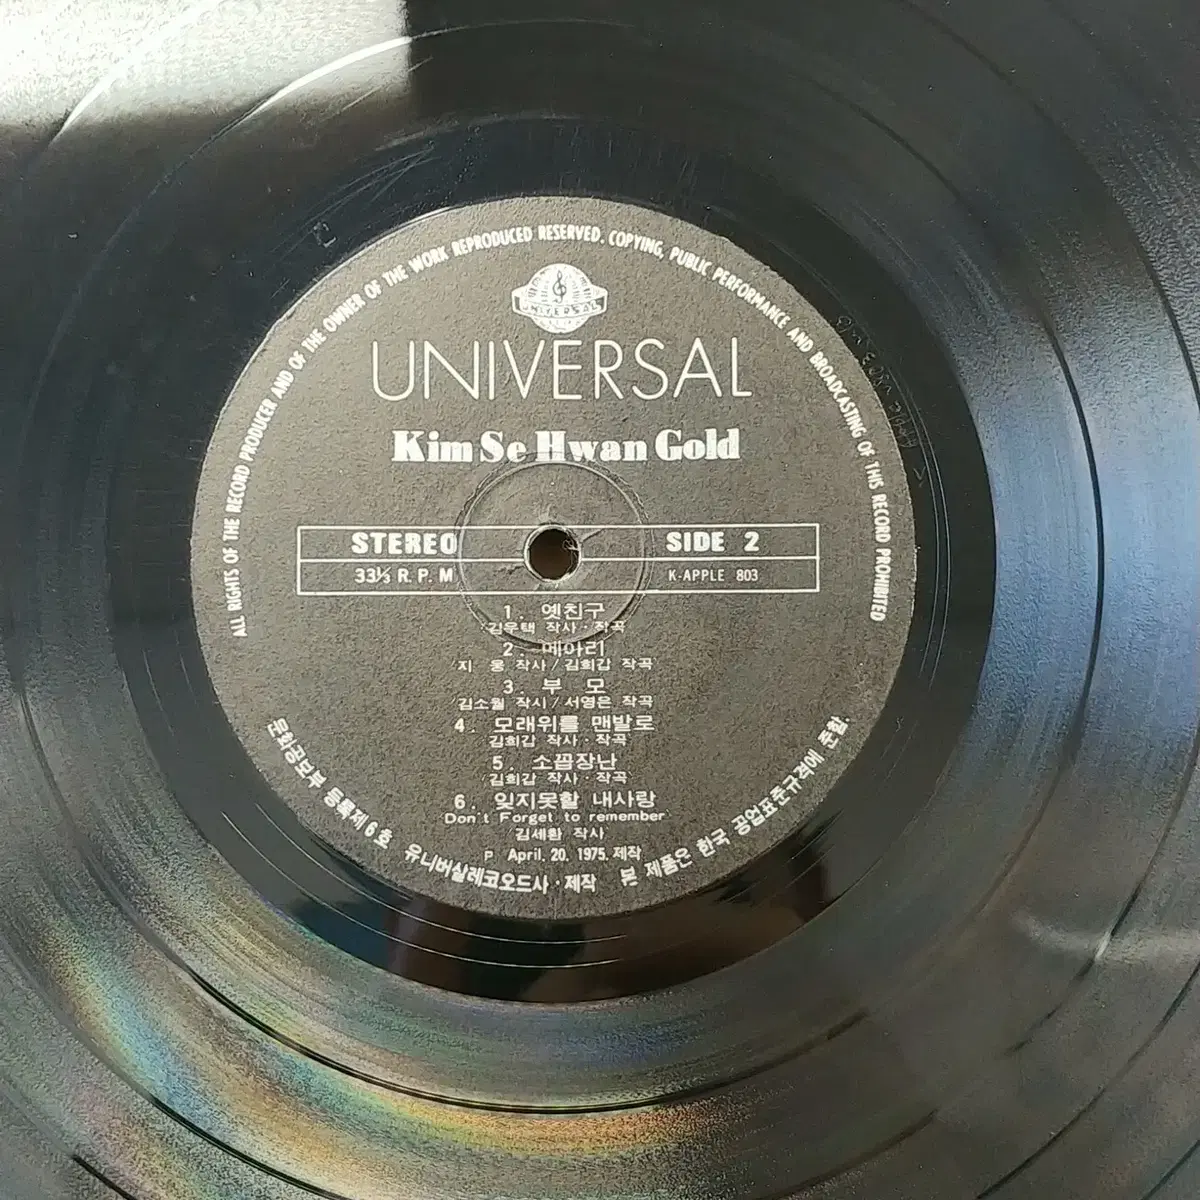 ALL RIGHTS OF THE RECORD PRODUCER AND OF THE OWNER OF THE WORK REPRODUCED RESERVED. COPYING, PUBLIC PERFORMANCE AND BROADCASTING OF THIS RECORD PROHIBITED
UNIVERSAL
UNIVERSAL
Kim Se Hwan Gold
STEREO SIDE 2
33⅓ R.P.M K-APPLE 803
1. 옛친구
김우택 작사·작곡
2. 메아리
지 웅 작사/김희갑 작곡
3. 부 모
김소월 작시/서영은 작곡
4. 모래위를 맨발로
김희갑 작사·작곡
5. 소꿉장난
김희갑 작사·작곡
6. 잊지못할 내사랑
Don't Forget to remember
김세환 작사
P April. 20. 1975. 제작
문화공보부 등록제 6호 유니버살레코오드사·제작 본 제품은 한국 공업표준규격에 준함.